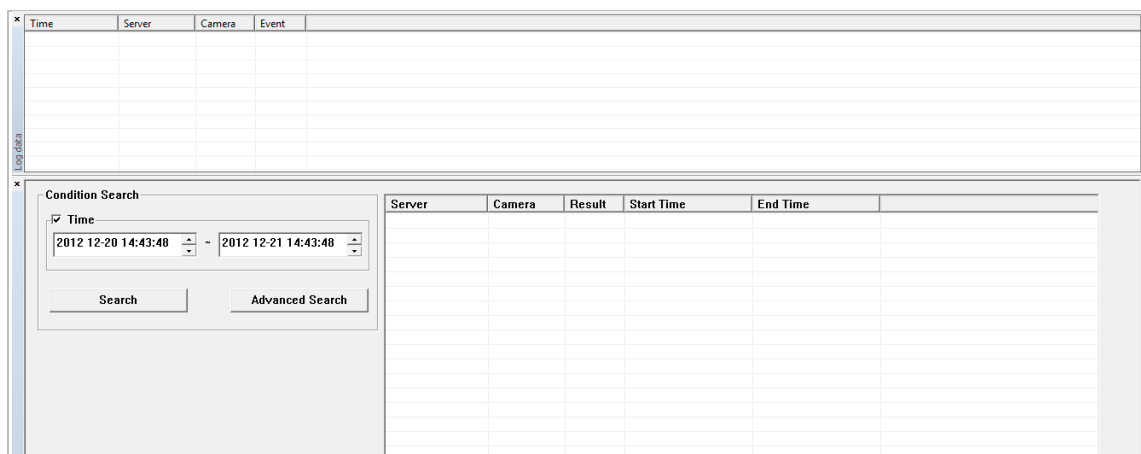 Time Server Camera Event
Log data
Condition Search
Time
2012 12-20 14:43:48 ~ 2012 12-21 14:43:48
Search Advanced Search
Server Camera Result Start Time End Time